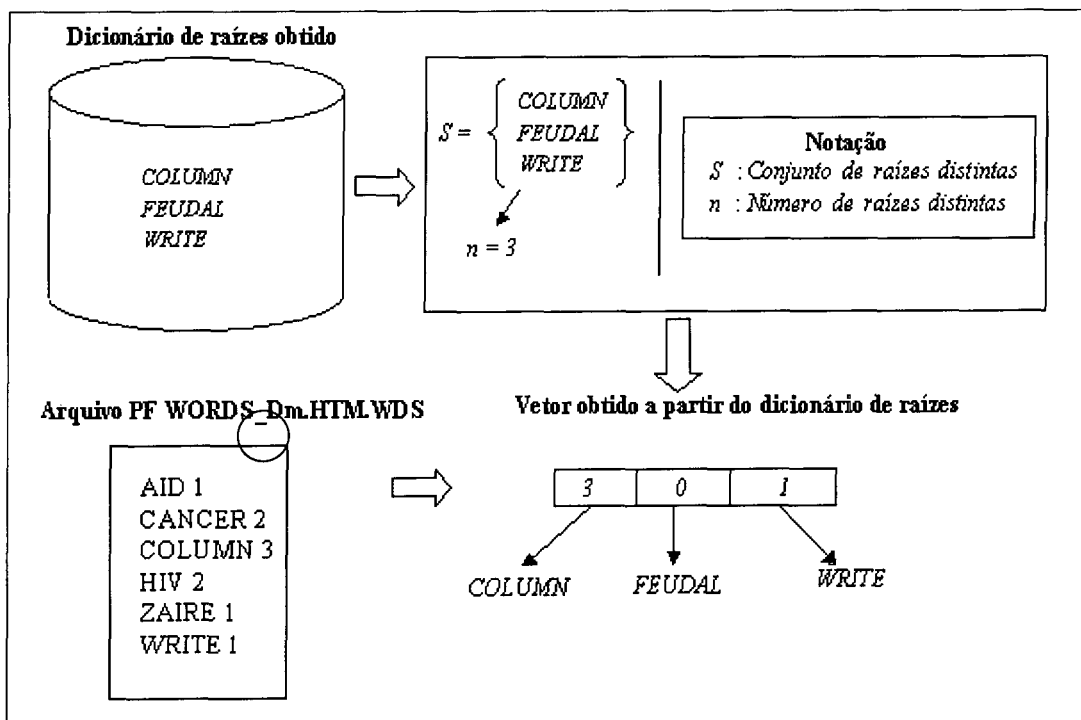 Dicionário de raízes obtido
COLUMN
FEUDAL
WRITE
S =
COLUMN
FEUDAL
WRITE
n = 3
Notação
S : Conjunto de raízes distintas
n : Número de raízes distintas
Arquivo PF WORDS_Dm.HTM.WDS
AID 1
CANCER 2
COLUMN 3
HIV 2
ZAIRE 1
WRITE 1
Vetor obtido a partir do dicionário de raízes
3 0 1
COLUMN FEUDAL WRITE